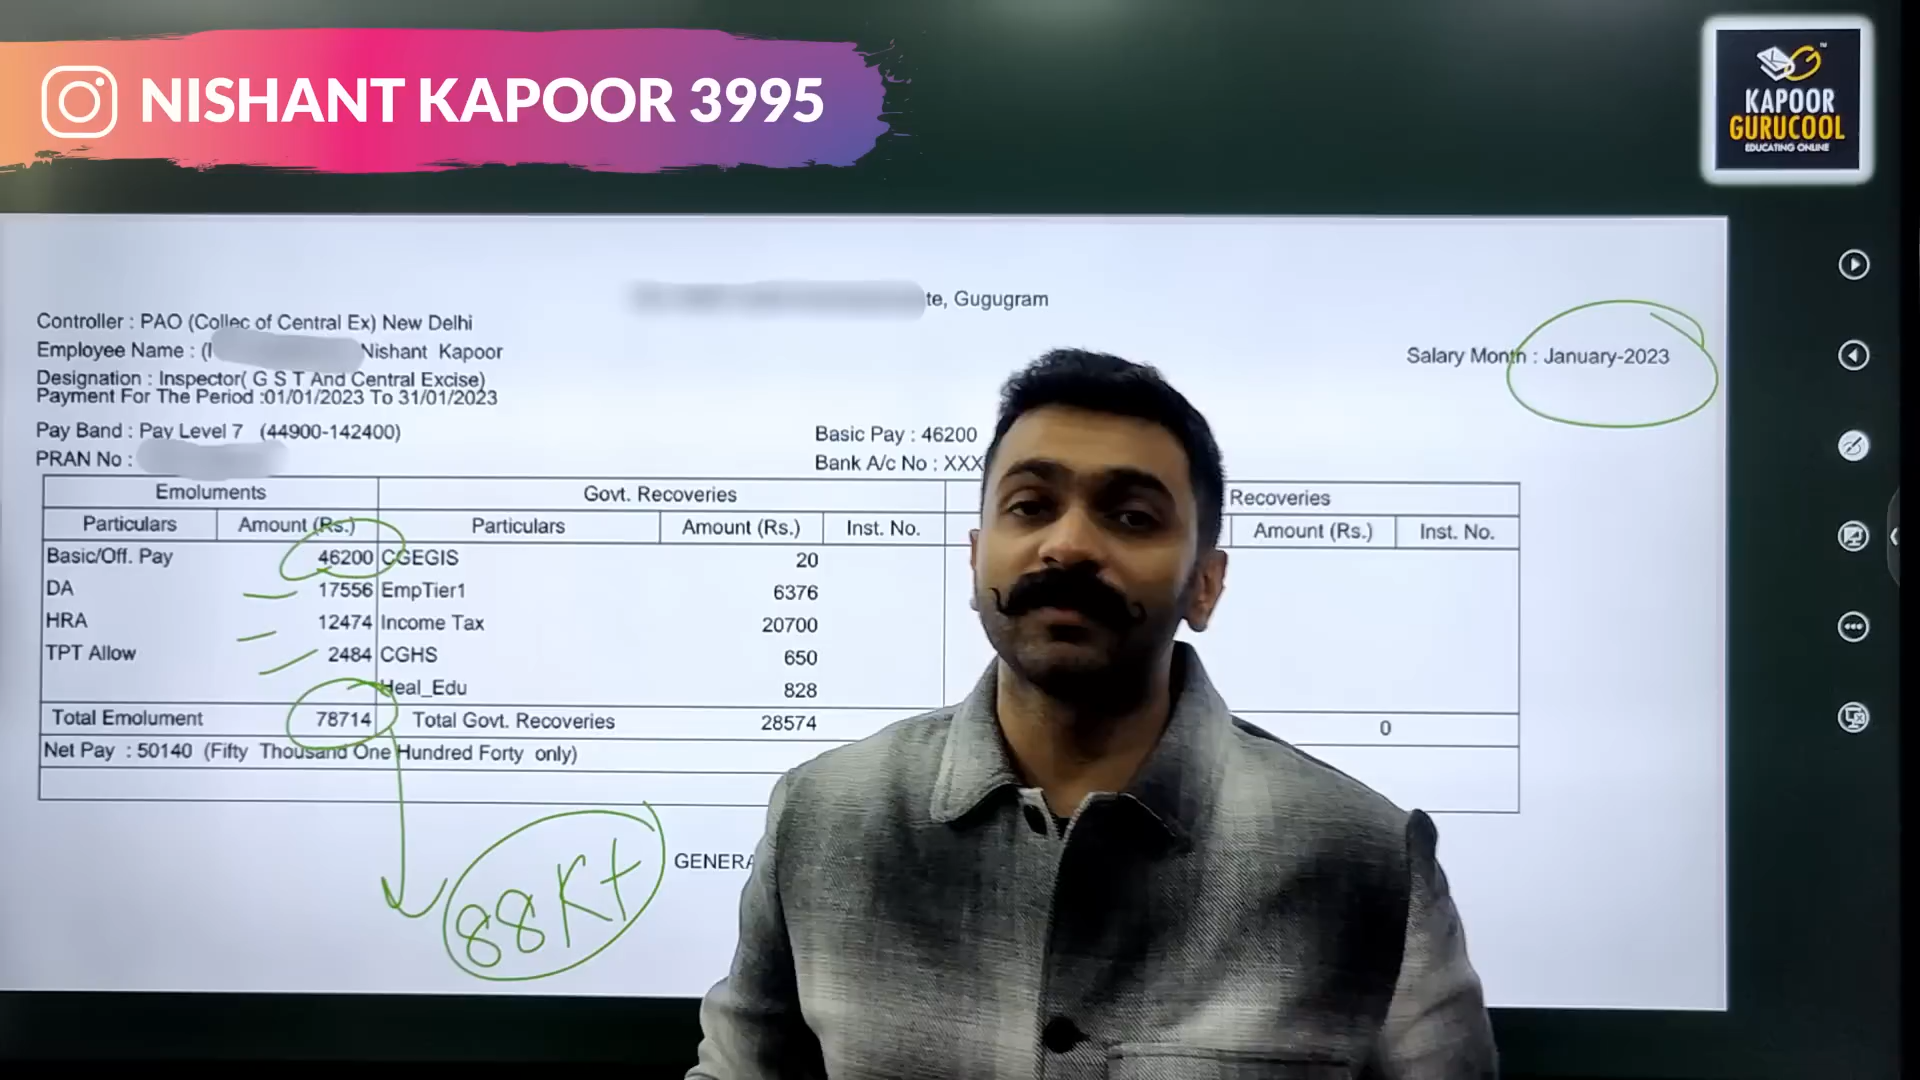 NISHANT KAPOOR 3995
KAPOOR
GURUCOOL
EDUCATING ONLINE
te, Gugugram
Controller : PAO (Collec of Central Ex) New Delhi
Employee Name : ( Nishant Kapoor
Salary Month : January-2023
Designation : Inspector( G S T And Central Excise)
Payment For The Period :01/01/2023 To 31/01/2023
Pay Band : Pay Level 7 (44900-142400)
Basic Pay : 46200
PRAN No :
Bank A/c No : XXX
Emoluments Govt. Recoveries Recoveries
Particulars Amount (Rs.) Particulars Amount (Rs.) Inst. No. Amount (Rs.) Inst. No.
Basic/Off. Pay 46200 CGEGIS 20
DA 17556 EmpTier1 6376
HRA 12474 Income Tax 20700
TPT Allow 2484 CGHS 650
Heal_Edu 828
Total Emolument 78714 Total Govt. Recoveries 28574 0
Net Pay : 50140 (Fifty Thousand One Hundred Forty only)
GENERA
88K+